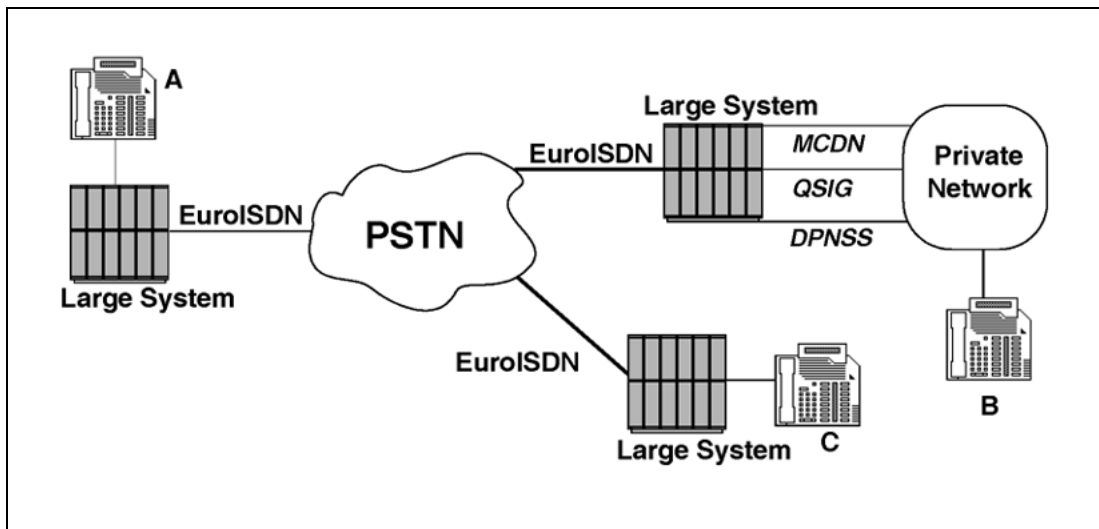 A
Large System
EuroISDN
MCDN
Private
Network
QSIG
EuroISDN
PSTN
DPNSS
Large System
EuroISDN
B
C
Large System